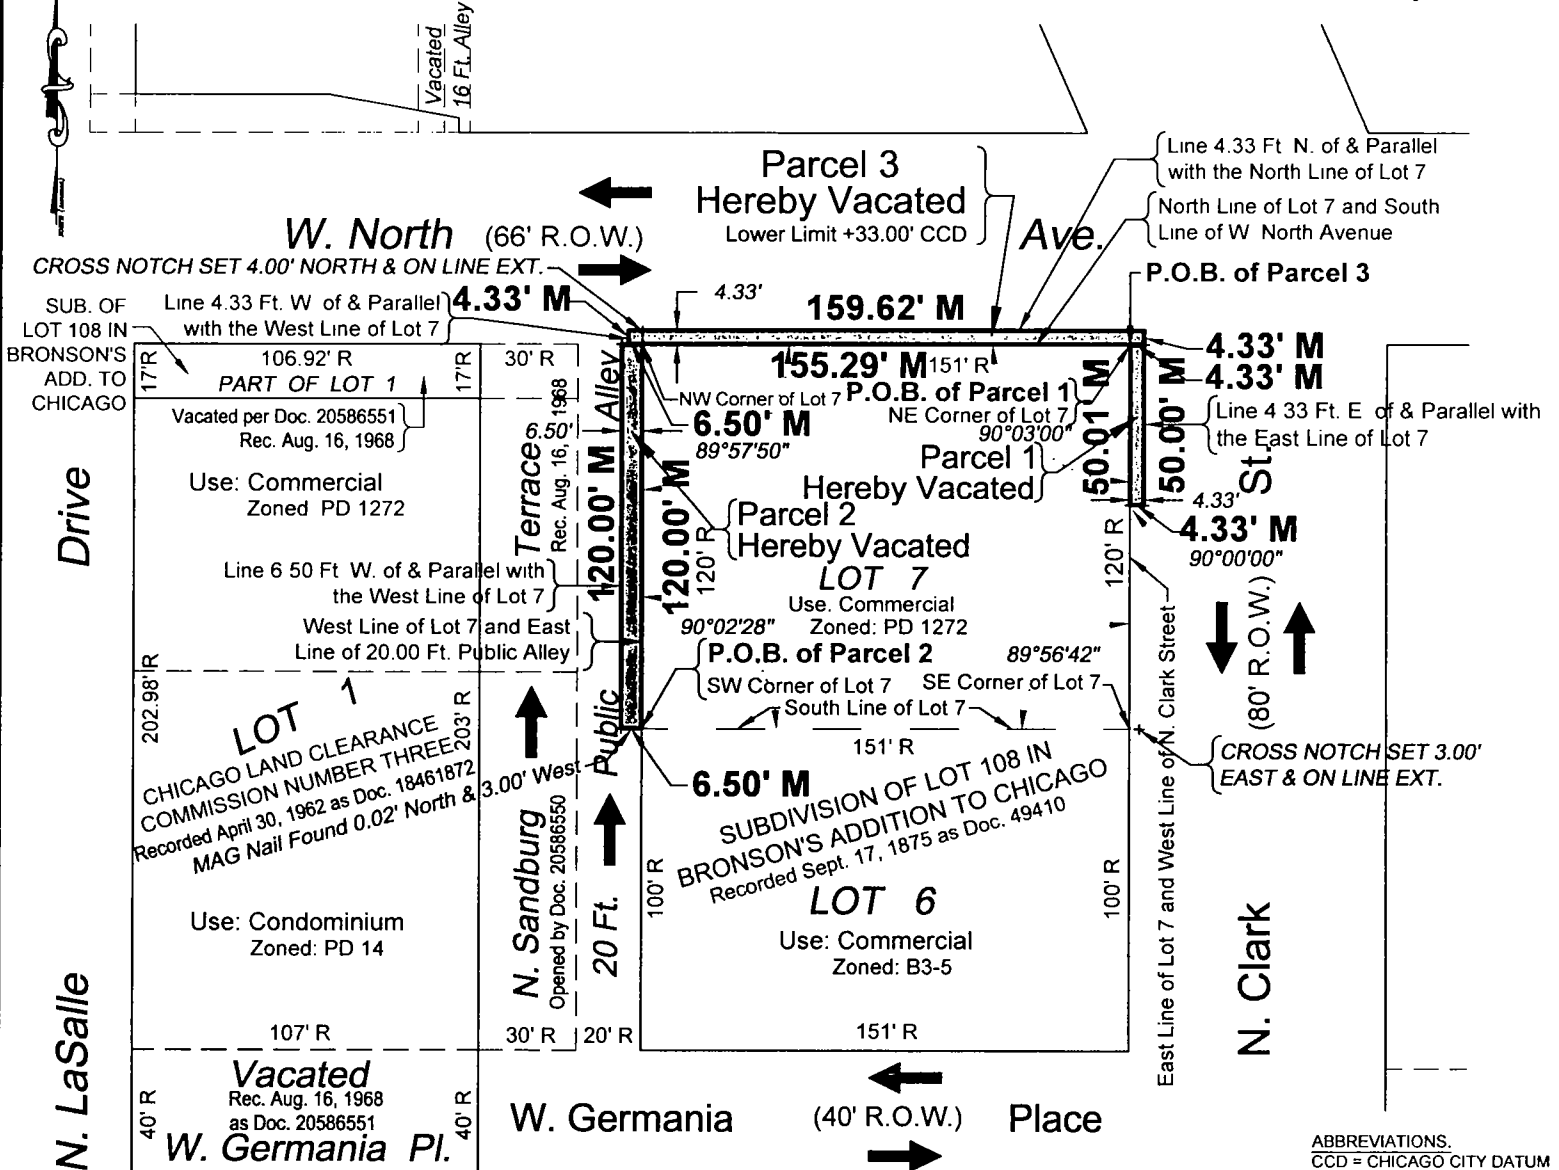 Vacated
16 Ft. Alley
Parcel 3
Hereby Vacated
Lower Limit +33.00' CCD
Line 4.33 Ft N. of & Parallel
with the North Line of Lot 7
North Line of Lot 7 and South
Line of W North Avenue
W. North (66' R.O.W.)
Ave.
CROSS NOTCH SET 4.00' NORTH & ON LINE EXT.
P.O.B. of Parcel 3
SUB. OF
LOT 108 IN
BRONSON'S
ADD. TO
CHICAGO
Line 4.33 Ft. W of & Parallel
with the West Line of Lot 7
4.33' M
4.33'
159.62' M
4.33' M
4.33' M
17'R
106.92' R
17'R
30' R
PART OF LOT 1
155.29' M
151' R
NW Corner of Lot 7
P.O.B. of Parcel 1
NE Corner of Lot 7
90°03'00"
50.01' M
50.00' M
Line 4 33 Ft. E of & Parallel with
the East Line of Lot 7
Vacated per Doc. 20586551
Rec. Aug. 16, 1968
6.50'
6.50' M
89°57'50"
Parcel 1
Hereby Vacated
4.33'
4.33' M
90°00'00"
Use: Commercial
Zoned PD 1272
Drive
Terrace
Rec. Aug. 16, 1968
Alley
120.00' M
120.00' M
120' R
Parcel 2
Hereby Vacated
120' R
St.
LOT 7
Use. Commercial
Zoned: PD 1272
Line 6 50 Ft W. of & Parallel with
the West Line of Lot 7
West Line of Lot 7 and East
Line of 20.00 Ft. Public Alley
90°02'28"
P.O.B. of Parcel 2
SW Corner of Lot 7
89°56'42"
SE Corner of Lot 7
South Line of Lot 7
151' R
(80' R.O.W.)
202.98'R
203' R
LOT 1
CHICAGO LAND CLEARANCE
COMMISSION NUMBER THREE
Recorded April 30, 1962 as Doc. 18461872
MAG Nail Found 0.02' North & 3.00' West
Public
6.50' M
CROSS NOTCH SET 3.00'
EAST & ON LINE EXT.
SUBDIVISION OF LOT 108 IN
BRONSON'S ADDITION TO CHICAGO
Recorded Sept. 17, 1875 as Doc. 49410
N. Sandburg
Opened by Doc. 20586550
20 Ft.
100' R
100' R
LOT 6
Use: Commercial
Zoned: B3-5
East Line of Lot 7 and West Line of N. Clark Street
N. Clark
Use: Condominium
Zoned: PD 14
N. LaSalle
107' R
30' R
20' R
151' R
40' R
Vacated
Rec. Aug. 16, 1968
as Doc. 20586551
W. Germania Pl.
40' R
W. Germania
(40' R.O.W.)
Place
ABBREVIATIONS.
CCD = CHICAGO CITY DATUM